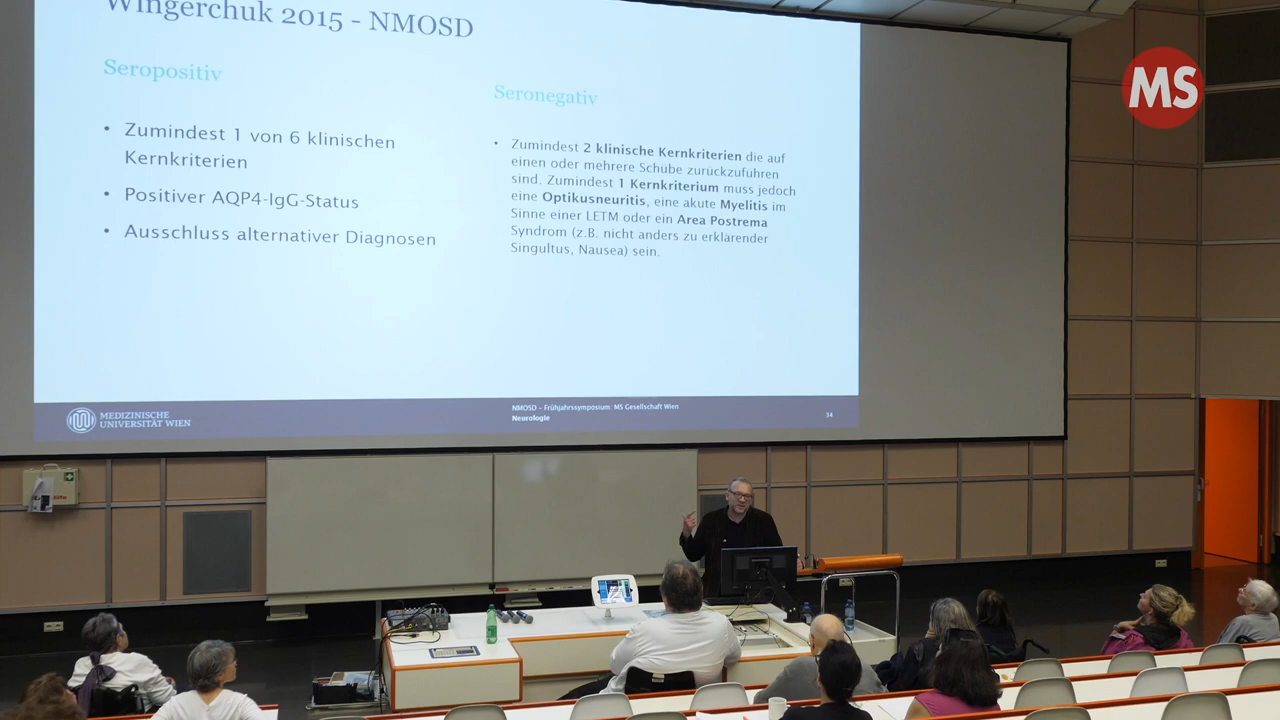 Wingerchuk 2015 - NMOSD
Seropositiv
• Zumindest 1 von 6 klinischen
Kernkriterien
• Positiver AQP4-IgG-Status
• Ausschluss alternativer Diagnosen
Seronegativ
• Zumindest 2 klinische Kernkriterien die auf
einen oder mehrere Schube zurückzuführen
sind. Zumindest 1 Kernkriterium muss jedoch
eine Optikusneuritis, eine akute Myelitis im
Sinne einer LETM oder ein Area Postrema
Syndrom (z.B. nicht anders zu erklarender
Singultus, Nausea) sein.
MEDIZINISCHE
UNIVERSITÄT WIEN
NMOSD – Frühjahrssymposium: MS Gesellschaft Wien
Neurologie
34
MS